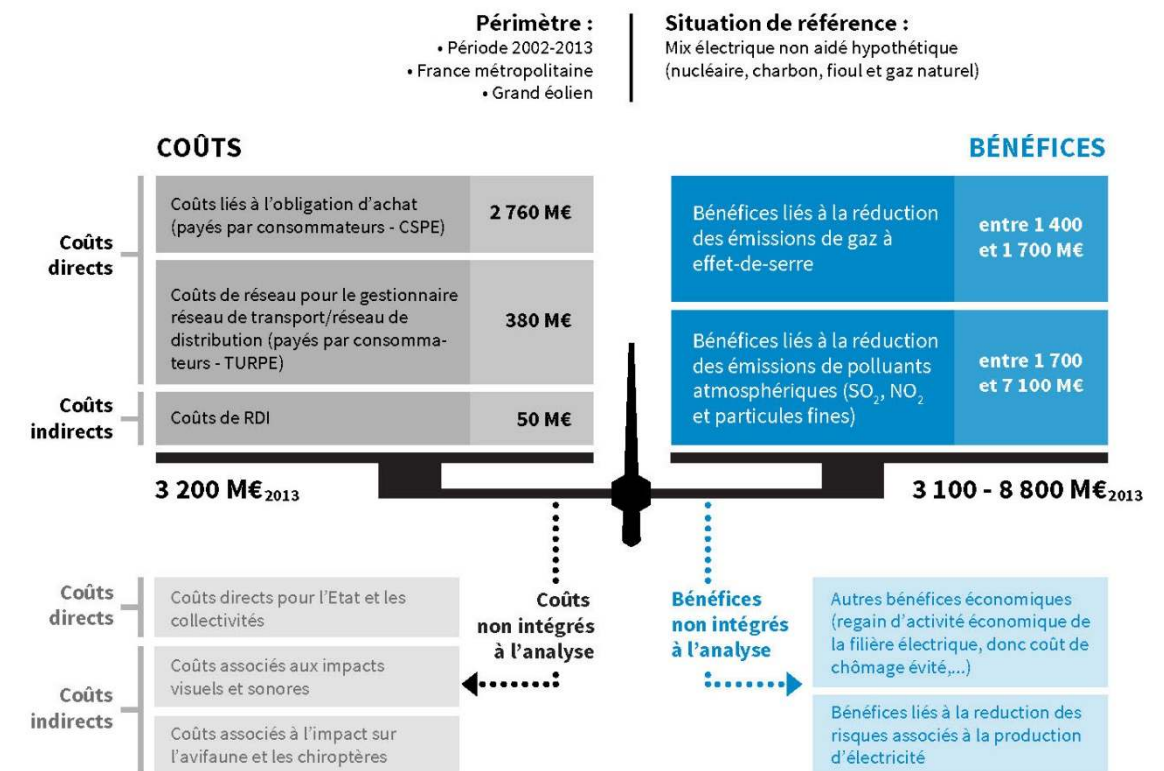 Périmètre :
• Période 2002-2013
• France métropolitaine
• Grand éolien
Situation de référence :
Mix électrique non aidé hypothétique
(nucléaire, charbon, fioul et gaz naturel)
COÛTS
Coûts
directs
Coûts liés à l'obligation d'achat
(payés par consommateurs - CSPE)
2 760 M€
Coûts de réseau pour le gestionnaire
réseau de transport/réseau de
distribution (payés par consomma-
teurs - TURPE)
380 M€
Coûts
indirects
Coûts de RDI
50 M€
3 200 M€2013
BÉNÉFICES
Bénéfices liés à la réduction
des émissions de gaz à
effet-de-serre
entre 1 400
et 1 700 M€
Bénéfices liés à la réduction
des émissions de polluants
atmosphériques (SO2, NO2
et particules fines)
entre 1 700
et 7 100 M€
3 100 - 8 800 M€2013
Coûts
directs
Coûts directs pour l'Etat et les
collectivités
Coûts
indirects
Coûts associés aux impacts
visuels et sonores
Coûts associés à l'impact sur
l'avifaune et les chiroptères
Coûts
non intégrés
à l'analyse
Bénéfices
non intégrés
à l'analyse
Autres bénéfices économiques
(regain d'activité économique de
la filière électrique, donc coût de
chômage évité,...)
Bénéfices liés à la reduction des
risques associés à la production
d'électricité